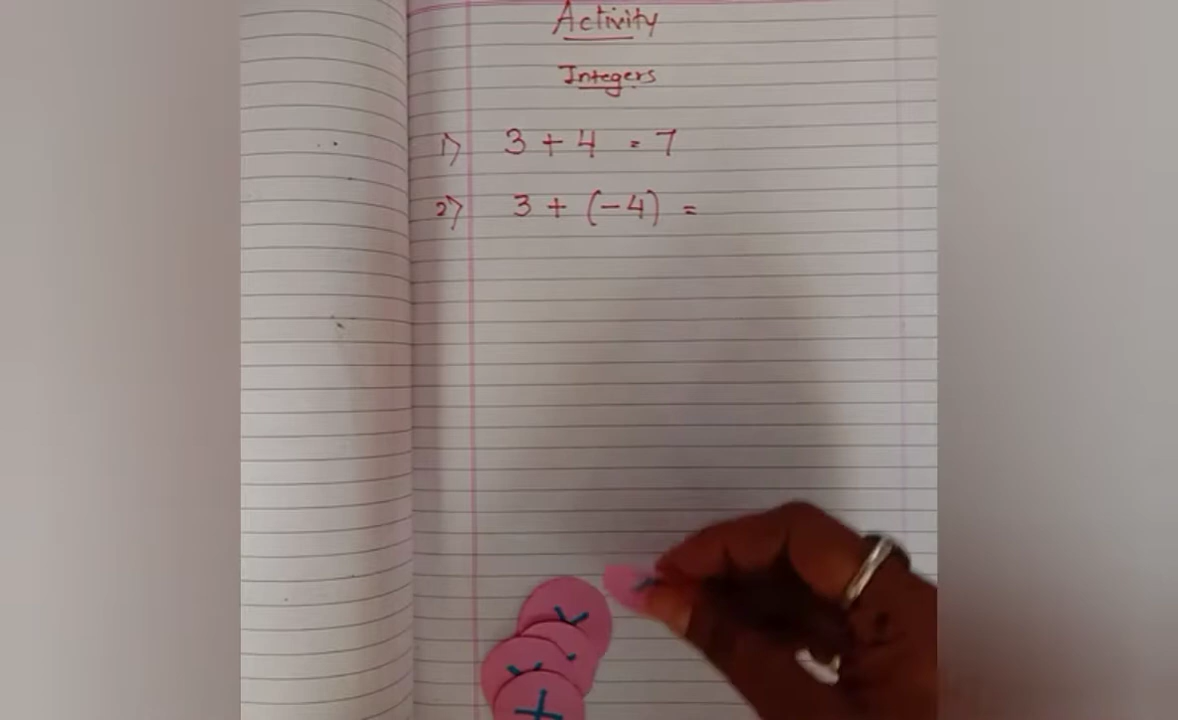 Activity
Integers
1) 3 + 4 = 7
2) 3 + (-4) =
+